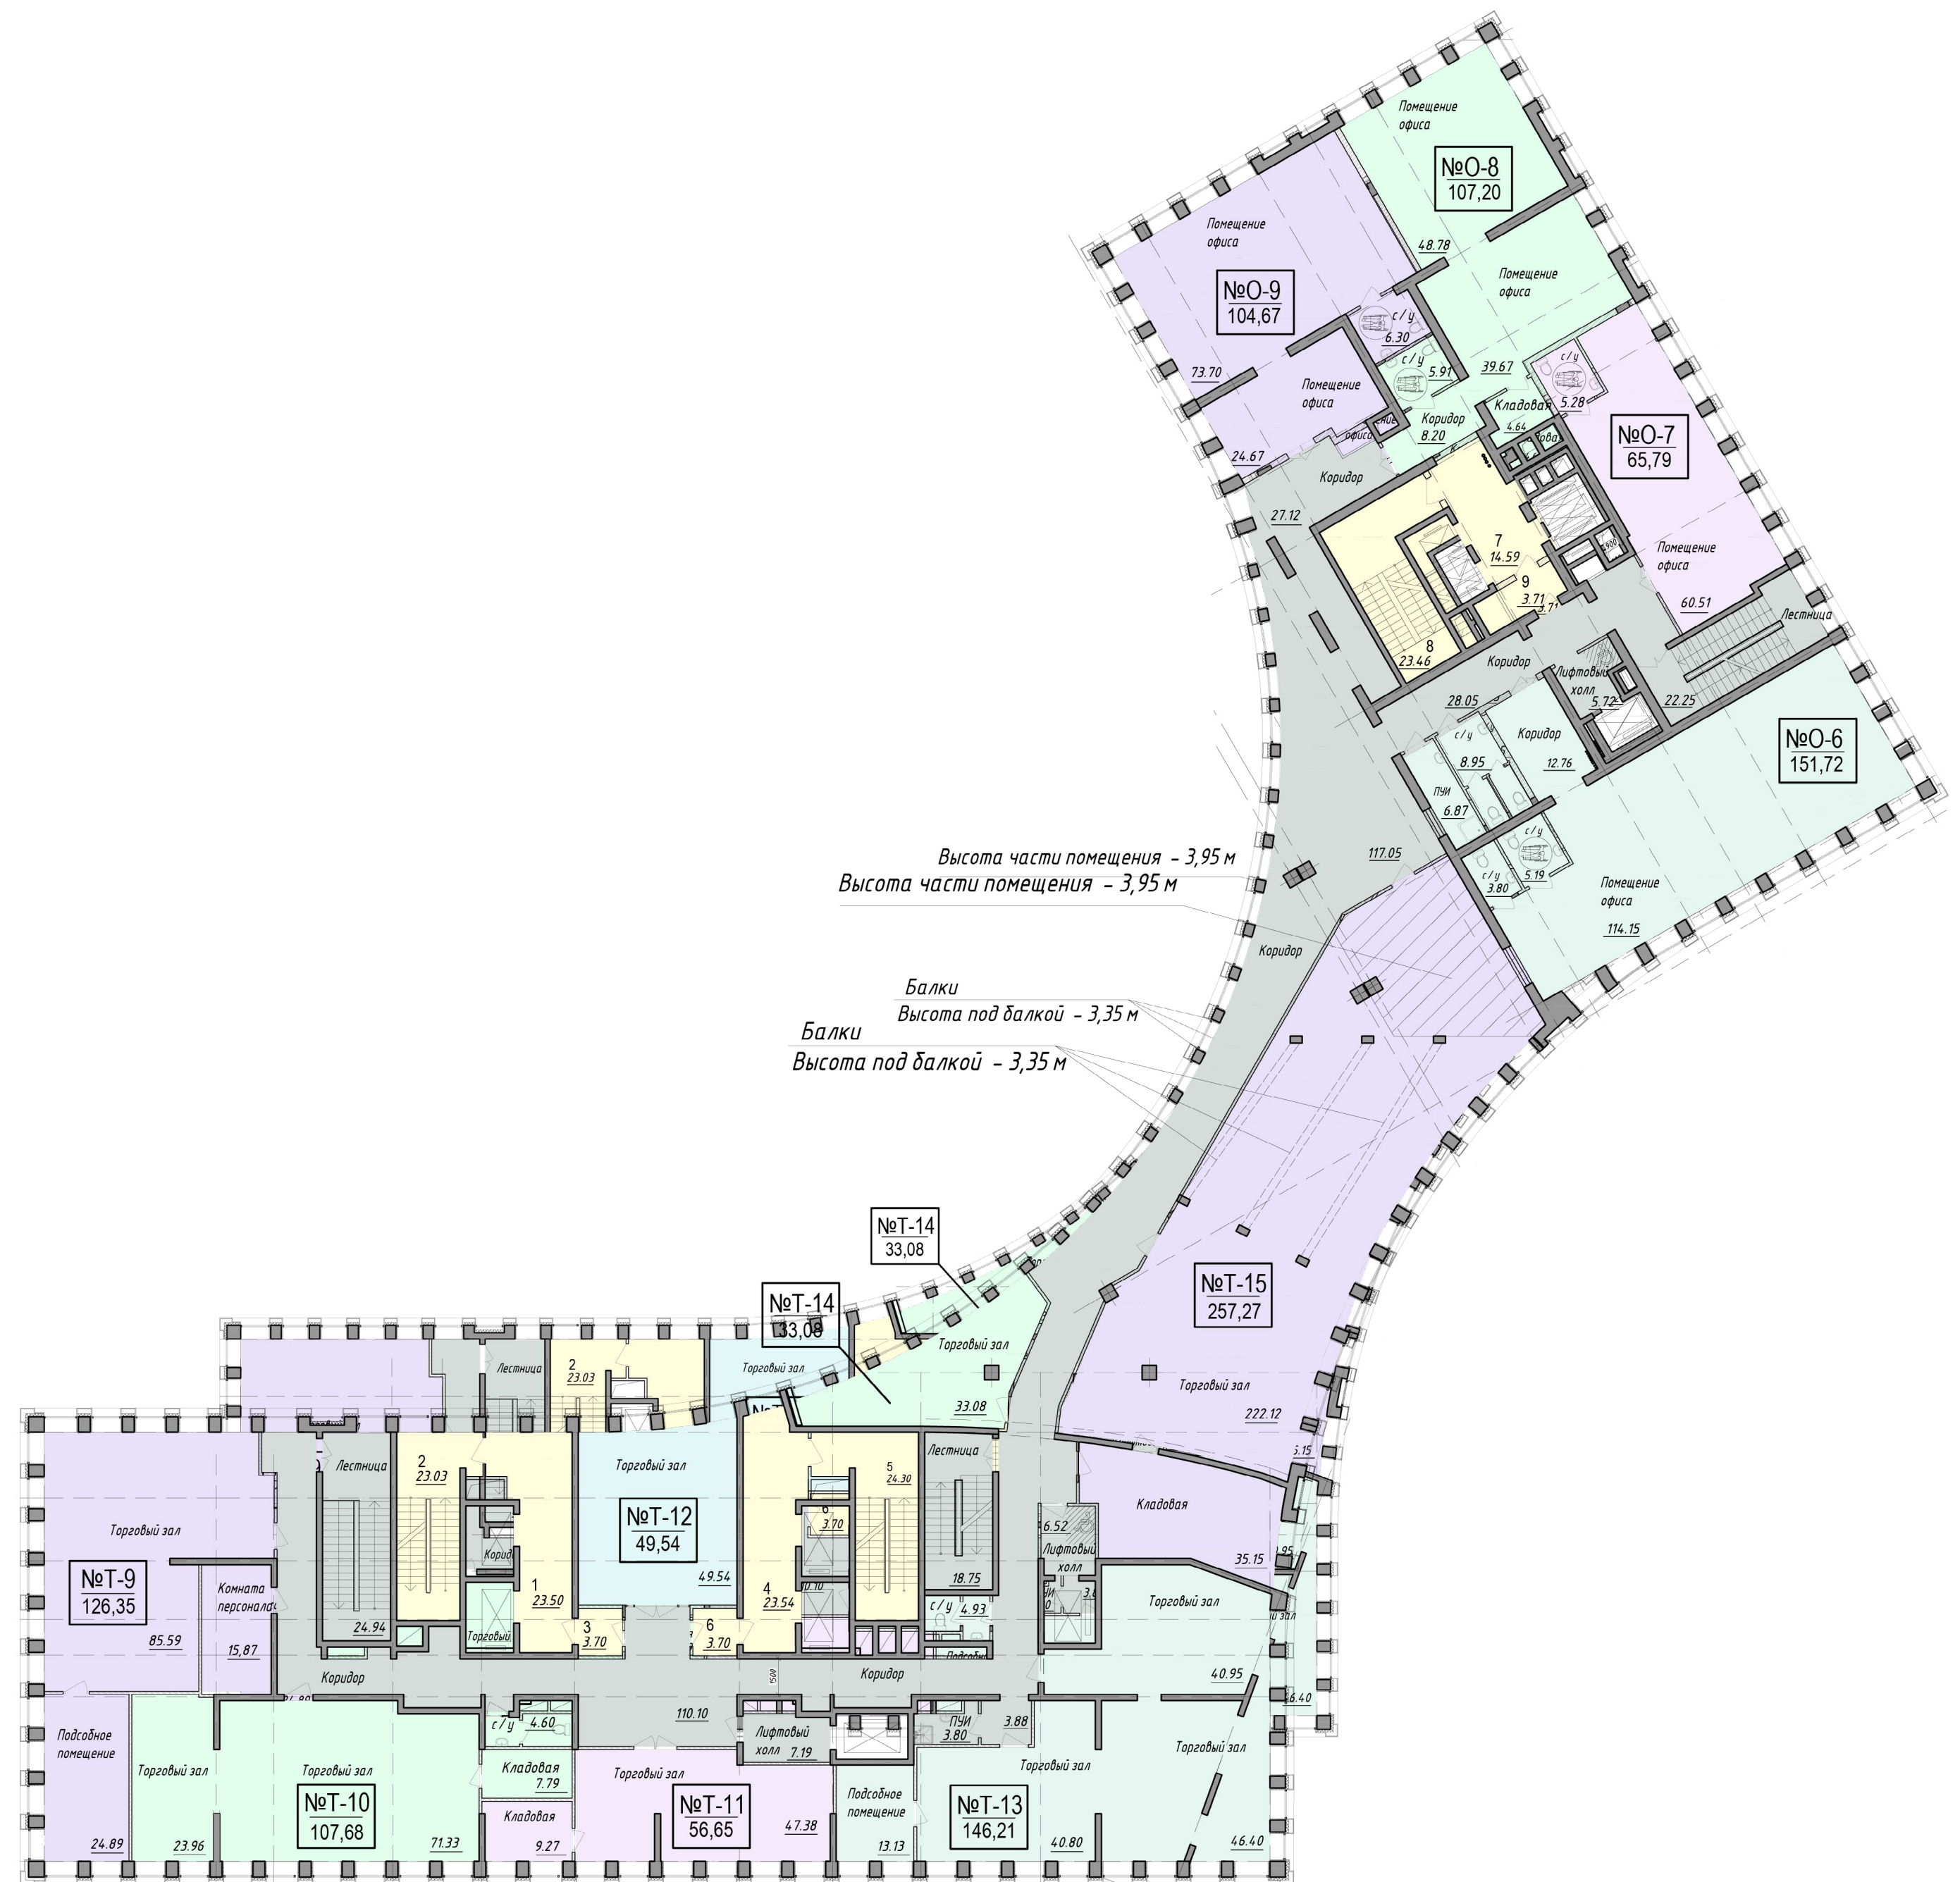 Помещение
офиса
№О-8
107,20
48.78
Помещение
офиса
№О-9
104,67
73.70
Помещение
офиса
39.67
с/у
6.30
с/у
5.91
Помещение
офиса
24.67
офиса
Коридор
8.20
Кладовая
4.64
с/у
5.28
№О-7
65,79
Помещение
офиса
60.51
Коридор
27.12
7
14.59
9
3.71
3.71
8
23.46
Лестница
22.25
Коридор
28.05
Лифтовый
холл
5.72
Коридор
12.76
с/у
8.95
ПУИ
6.87
№О-6
151,72
с/у
5.19
с/у
3.80
Помещение
офиса
114.15
117.05
Коридор
Высота части помещения – 3,95 м
Высота части помещения – 3,95 м
Балки
Высота под балкой – 3,35 м
Балки
Высота под балкой – 3,35 м
№Т-14
33,08
№Т-14
33,08
Торговый зал
33.08
№Т-15
257,27
Торговый зал
222.12
Лестница
2
23.03
Торговый зал
Кладовая
35.15
Торговый зал
№Т-9
126,35
85.59
Комната
персонала
15,87
Лестница
24.94
2
23.03
1
23.50
3
3.70
Торговый
Торговый зал
№Т-12
49,54
49.54
4
23.54
6
3.70
6
3.70
5
24.30
Лестница
18.75
с/у
4.93
6.52
Лифтовый
холл
Торговый зал
40.95
46.40
Коридор
1500
Коридор
110.10
Подсобное
помещение
24.89
Торговый зал
23.96
Торговый зал
№Т-10
107,68
71.33
с/у
4.60
Кладовая
7.79
Кладовая
9.27
Торговый зал
№Т-11
56,65
47.38
Лифтовый
холл
7.19
ПУИ
3.80
3.88
Подсобное
помещение
13.13
Торговый зал
№Т-13
146,21
40.80
Торговый зал
46.40